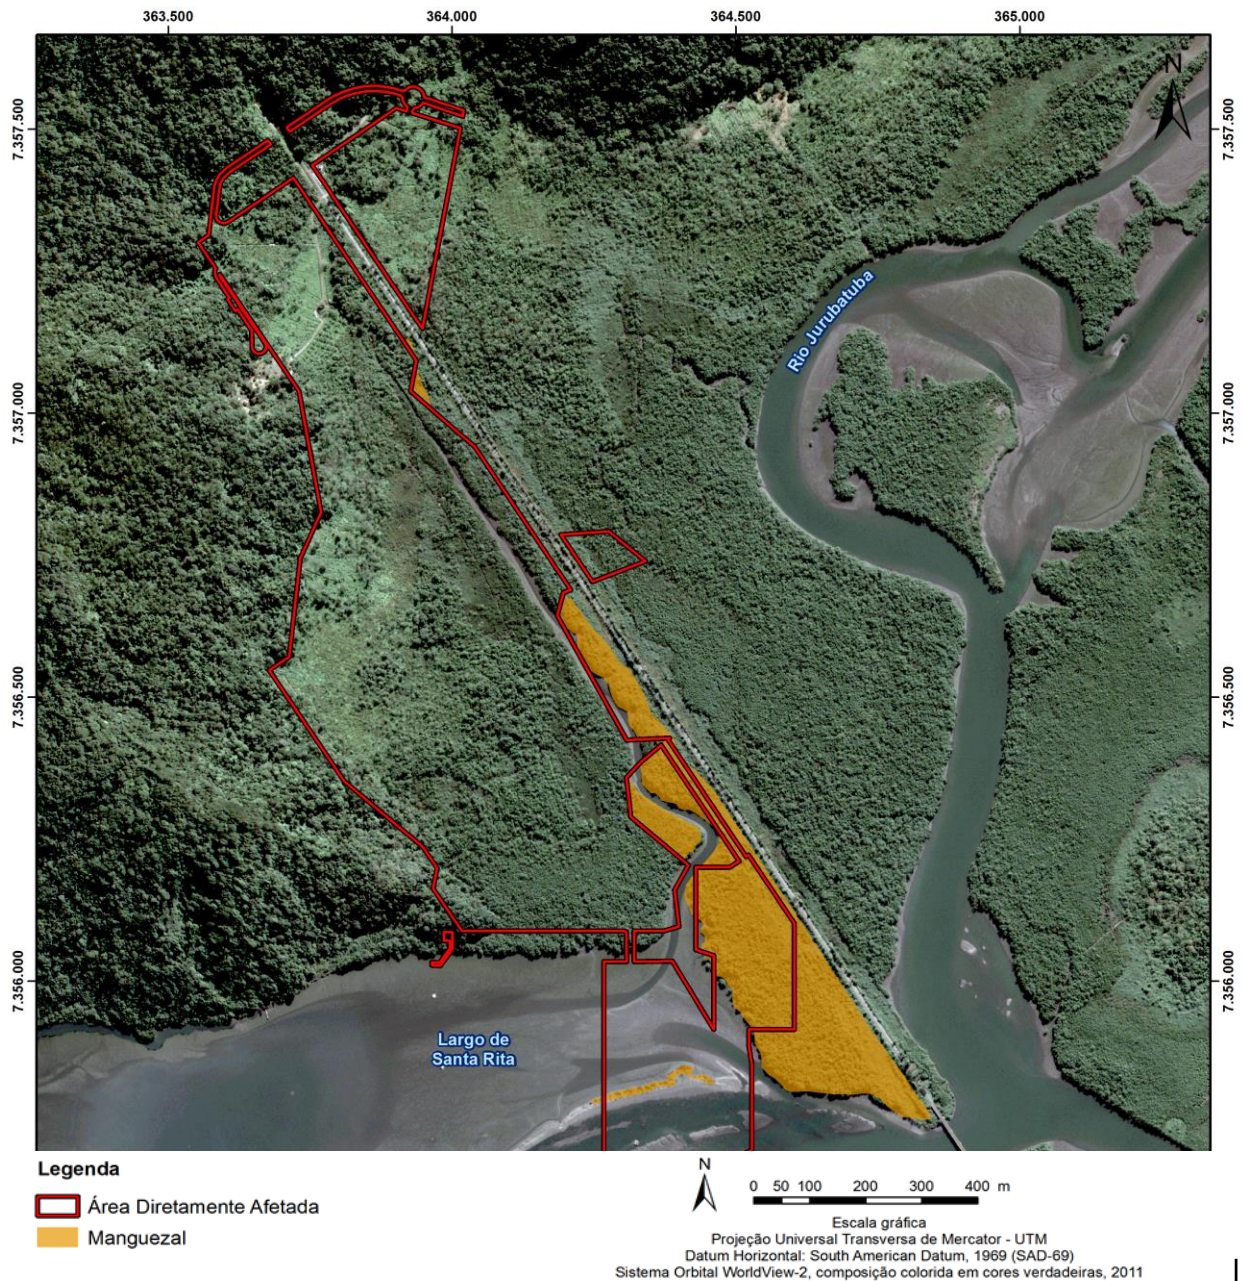 363.500 364.000 364.500 365.000
N
7.357.500 7.357.500
Rio Jurubatuba
7.357.000 7.357.000
7.356.500 7.356.500
7.356.000 7.356.000
Largo de
Santa Rita
Legenda
Área Diretamente Afetada
Manguezal
N
0 50 100 200 300 400 m
Escala gráfica
Projeção Universal Transversa de Mercator - UTM
Datum Horizontal: South American Datum, 1969 (SAD-69)
Sistema Orbital WorldView-2, composição colorida em cores verdadeiras, 2011